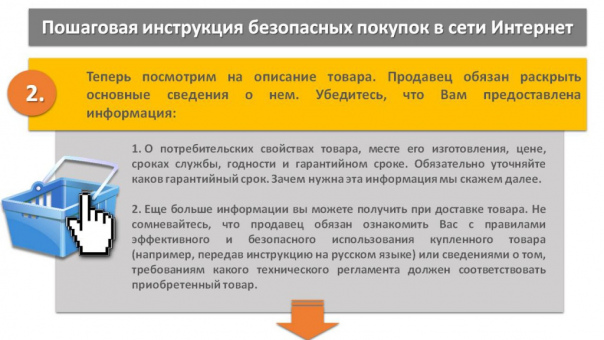 Пошаговая инструкция безопасных покупок в сети Интернет
2.
Теперь посмотрим на описание товара. Продавец обязан раскрыть
основные сведения о нем. Убедитесь, что Вам предоставлена
информация:
1. О потребительских свойствах товара, месте его изготовления, цене,
сроках службы, годности и гарантийном сроке. Обязательно уточняйте
каков гарантийный срок. Зачем нужна эта информация мы скажем далее.
2. Еще больше информации вы можете получить при доставке товара. Не
сомневайтесь, что продавец обязан ознакомить Вас с правилами
эффективного и безопасного использования купленного товара
(например, передав инструкцию на русском языке) или сведениями о том,
требованиям какого технического регламента должен соответствовать
приобретенный товар.